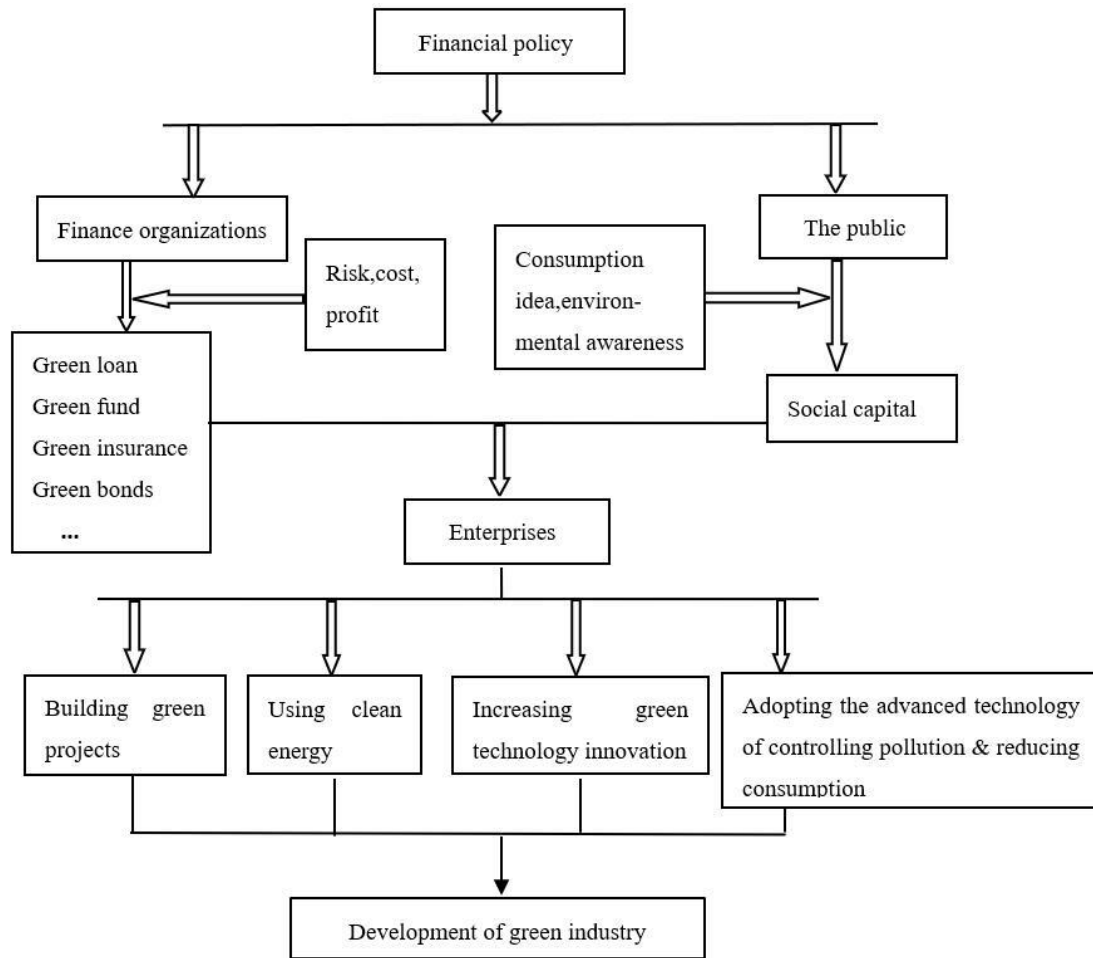 Financial policy
Finance organizations
The public
Risk,cost,
profit
Consumption
idea,environ-
mental awareness
Green loan
Green fund
Green insurance
Green bonds
...
Social capital
Enterprises
Building green
projects
Using clean
energy
Increasing green
technology innovation
Adopting the advanced technology
of controlling pollution & reducing
consumption
Development of green industry